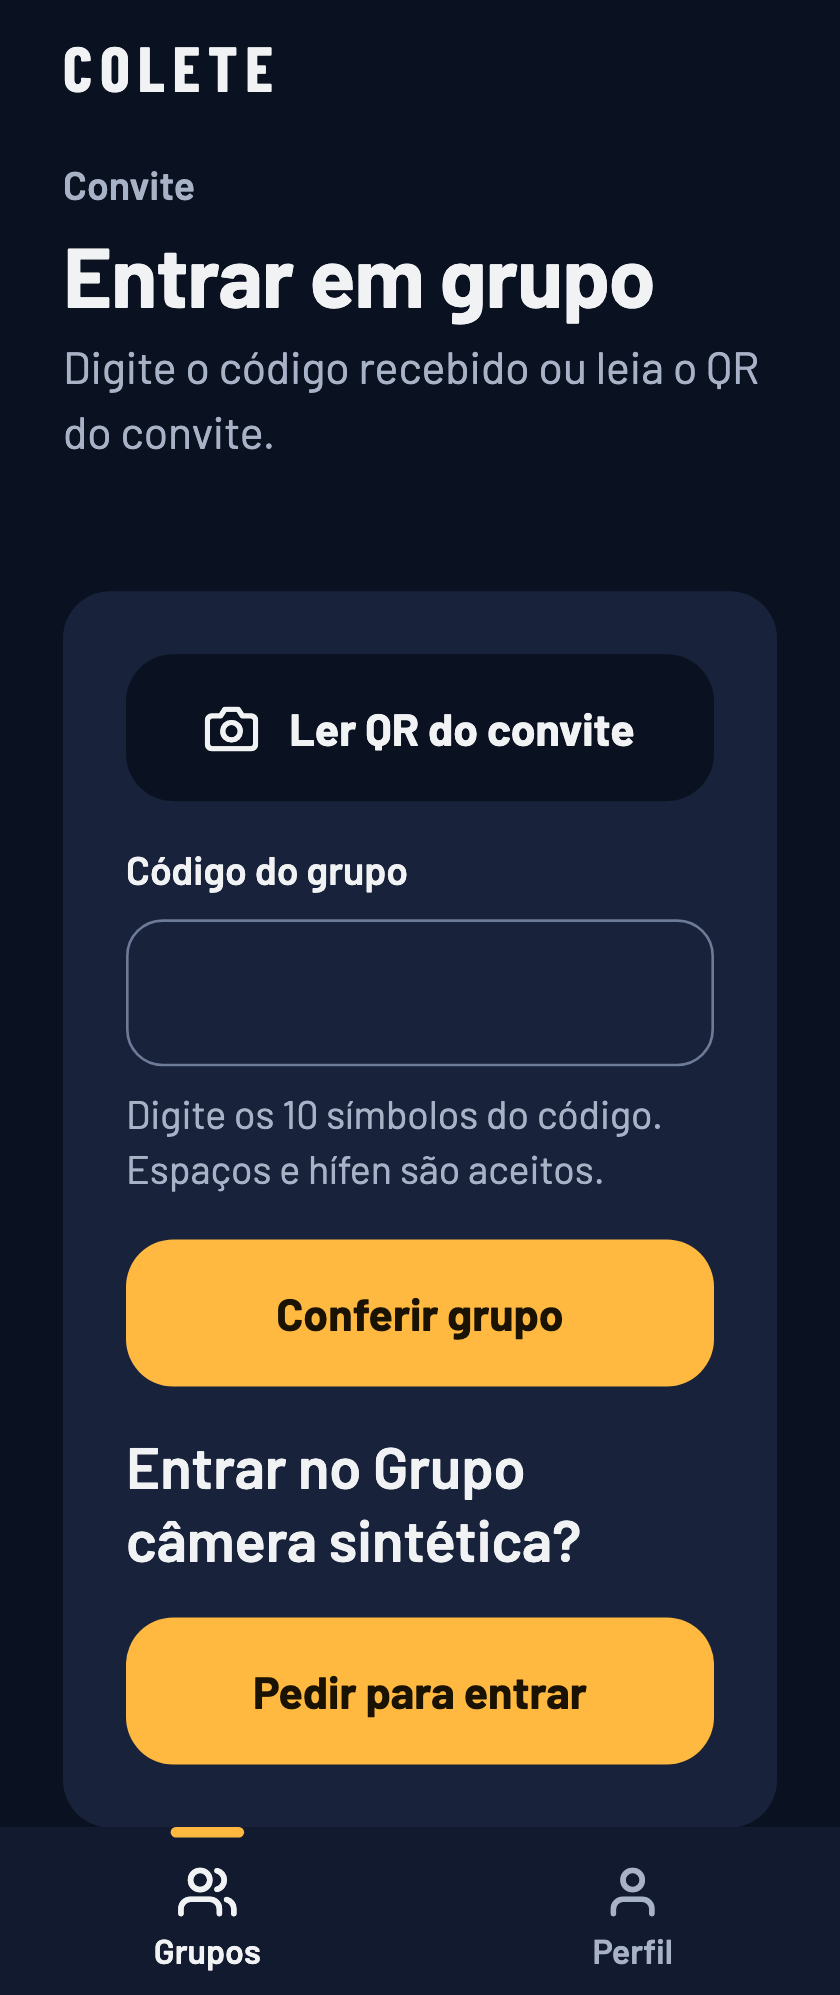 COLETE
Convite
Entrar em grupo
Digite o código recebido ou leia o QR
do convite.
Ler QR do convite
Código do grupo
Digite os 10 símbolos do código.
Espaços e hífen são aceitos.
Conferir grupo
Entrar no Grupo
câmera sintética?
Pedir para entrar
Grupos
Perfil